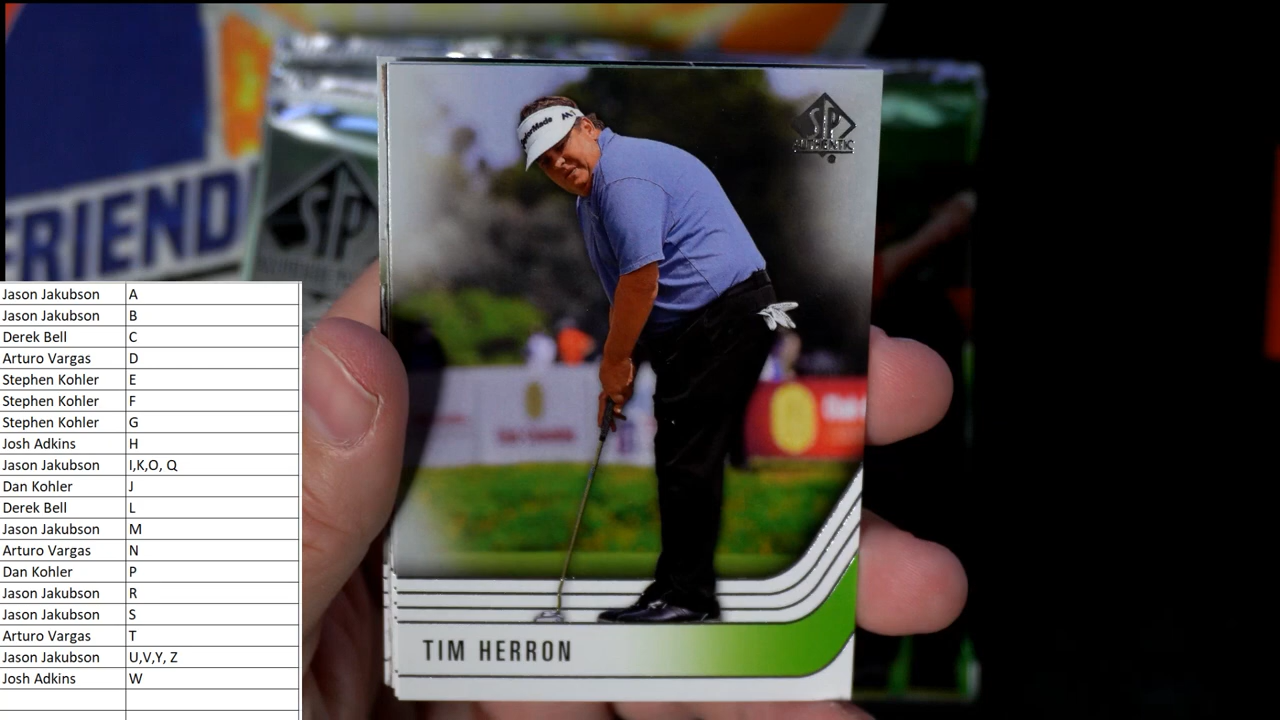 FRIEND
SP
SP
AUTHENTIC
TaylorMade M1
TIM HERRON
Jason Jakubson A
Jason Jakubson B
Derek Bell C
Arturo Vargas D
Stephen Kohler E
Stephen Kohler F
Stephen Kohler G
Josh Adkins H
Jason Jakubson I,K,O, Q
Dan Kohler J
Derek Bell L
Jason Jakubson M
Arturo Vargas N
Dan Kohler P
Jason Jakubson R
Jason Jakubson S
Arturo Vargas T
Jason Jakubson U,V,Y, Z
Josh Adkins W